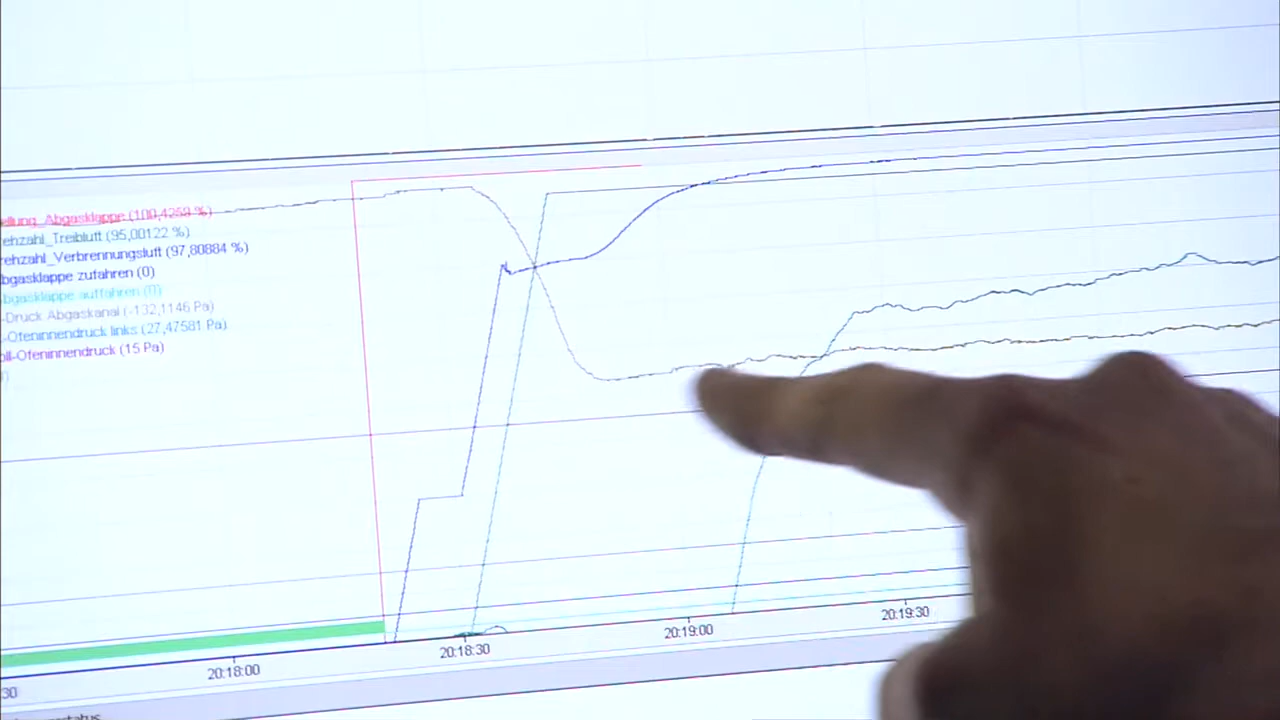 ellung_Abgasklappe (100,4259 %)
ehzahl_Treibluft (95,00122 %)
rehzahl_Verbrennungsluft (97,80884 %)
bgasklappe zufahren (0)
bgasklappe auffahren (0)
-Druck Abgaskanal (-132,1146 Pa)
-Ofeninnendruck links (27,47581 Pa)
oll-Ofeninnendruck (15 Pa)
30
20:18:00
20:18:30
20:19:00
20:19:30